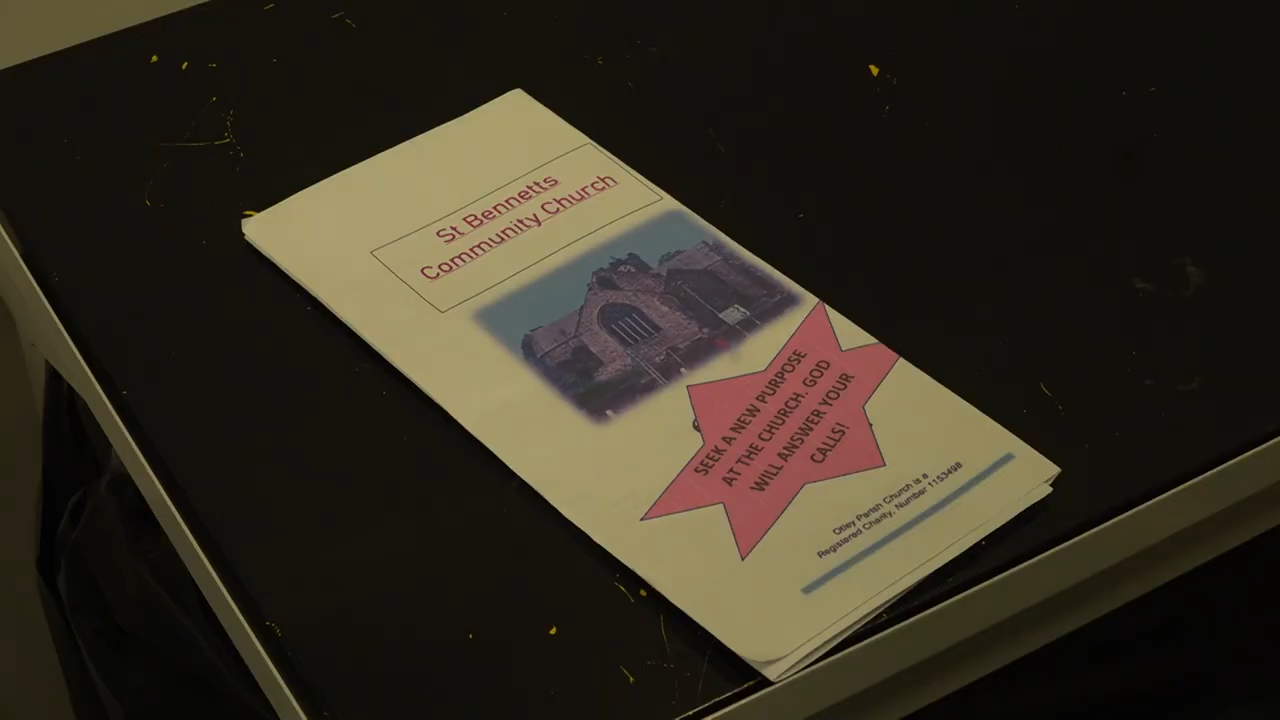 St Bennetts
Community Church
SEEK A NEW PURPOSE
AT THE CHURCH. GOD
WILL ANSWER YOUR
CALLS!
Otley Parish Church is a
Registered Charity, Number 1153498